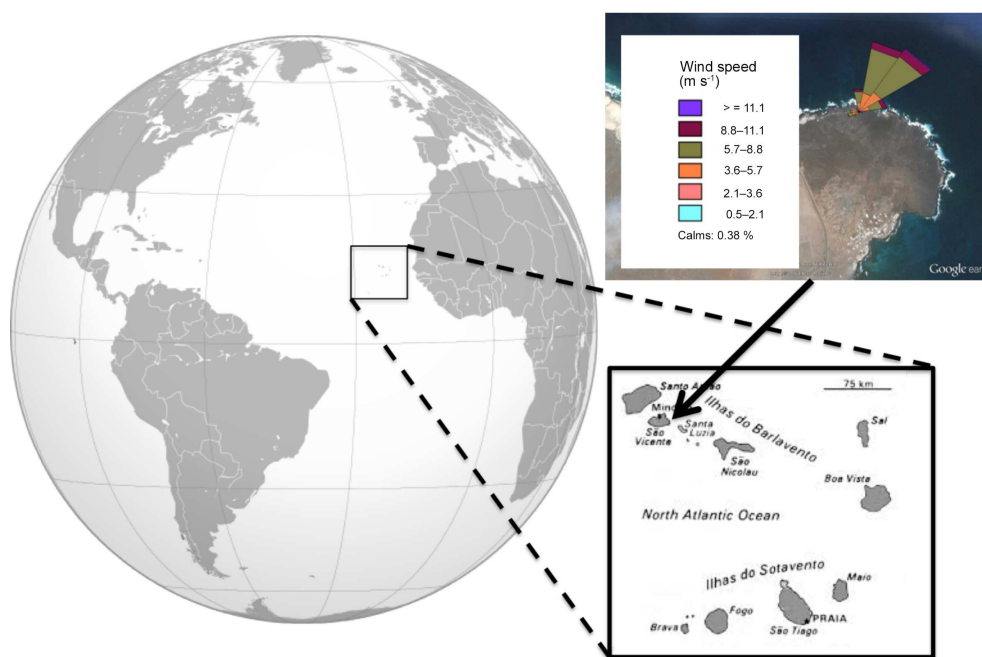 Wind speed
(m s⁻¹)
> = 11.1
8.8–11.1
5.7–8.8
3.6–5.7
2.1–3.6
0.5–2.1
Calms: 0.38 %
Google ear
75 km
Ilhas do Barlavento
São
Vicente
Santa
Luzia
São
Nicolau
Sal
Boa Vista
North Atlantic Ocean
Ilhas do Sotavento
Maio
Fogo
Brava
PRAIA
São Tiago